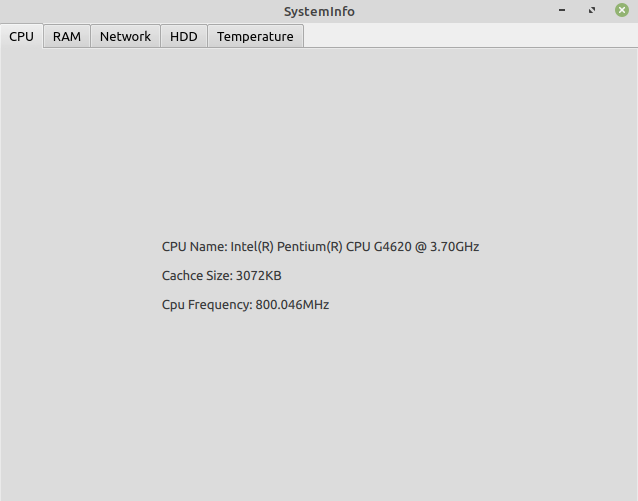 SystemInfo
CPU RAM Network HDD Temperature
CPU Name: Intel(R) Pentium(R) CPU G4620 @ 3.70GHz
Cachce Size: 3072KB
Cpu Frequency: 800.046MHz